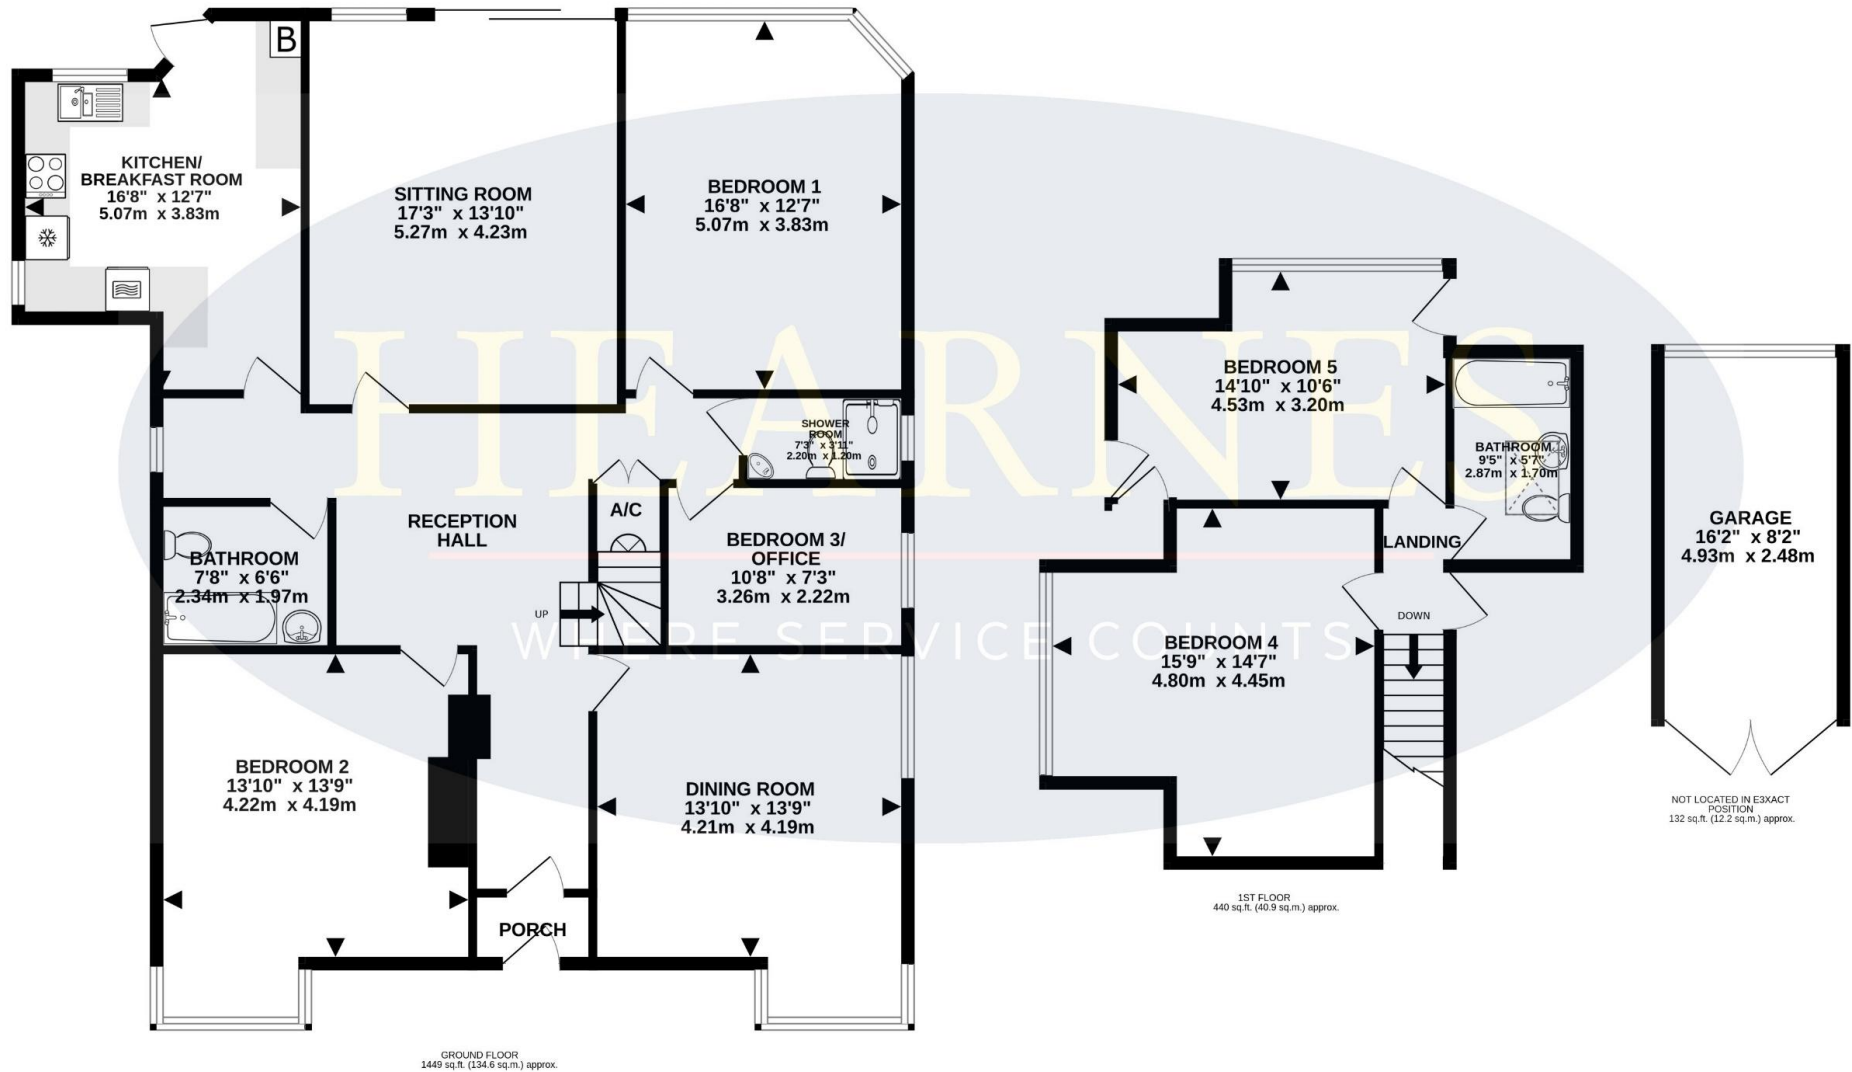 B
KITCHEN/
BREAKFAST ROOM
16'8" x 12'7"
5.07m x 3.83m
SITTING ROOM
17'3" x 13'10"
5.27m x 4.23m
BEDROOM 1
16'8" x 12'7"
5.07m x 3.83m
SHOWER
ROOM
7'3" x 3'11"
2.20m x 1.20m
RECEPTION
HALL
A/C
BEDROOM 3/
OFFICE
10'8" x 7'3"
3.26m x 2.22m
BATHROOM
7'8" x 6'6"
2.34m x 1.97m
UP
BEDROOM 2
13'10" x 13'9"
4.22m x 4.19m
DINING ROOM
13'10" x 13'9"
4.21m x 4.19m
PORCH
GROUND FLOOR
1449 sq.ft. (134.6 sq.m.) approx.
BEDROOM 5
14'10" x 10'6"
4.53m x 3.20m
BATHROOM
9'5" x 5'7"
2.87m x 1.70m
LANDING
DOWN
BEDROOM 4
15'9" x 14'7"
4.80m x 4.45m
1ST FLOOR
440 sq.ft. (40.9 sq.m.) approx.
GARAGE
16'2" x 8'2"
4.93m x 2.48m
NOT LOCATED IN E3XACT
POSITION
132 sq.ft. (12.2 sq.m.) approx.
HEARNES
WHERE SERVICE COUNTS